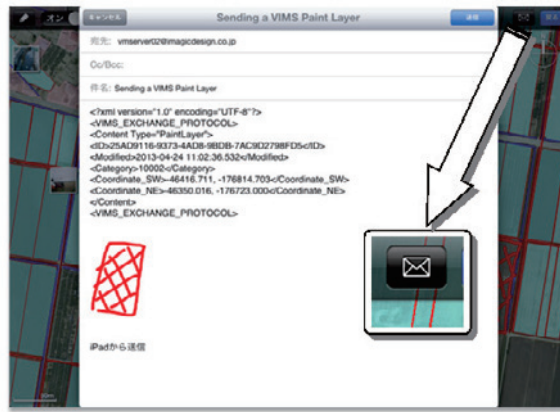 オン
キャンセル
Sending a VIMS Paint Layer
送信
宛先: vmserver02@imagicdesign.co.jp
Cc/Bcc:
件名: Sending a VIMS Paint Layer
<?xml version="1.0" encoding="UTF-8"?>
<VIMS_EXCHANGE_PROTOCOL>
<Content Type="PaintLayer">
<ID>25AD9116-9373-4AD8-9BDB-7AC9D2798FD5</ID>
<Modified>2013-04-24 11:02:36.532</Modified>
<Category>10002</Category>
<Coordinate_SW>-46416.711, -176814.703</Coordinate_SW>
<Coordinate_NE>-46350.016, -176723.000</Coordinate_NE>
</Content>
<VIMS_EXCHANGE_PROTOCOL>
iPadから送信